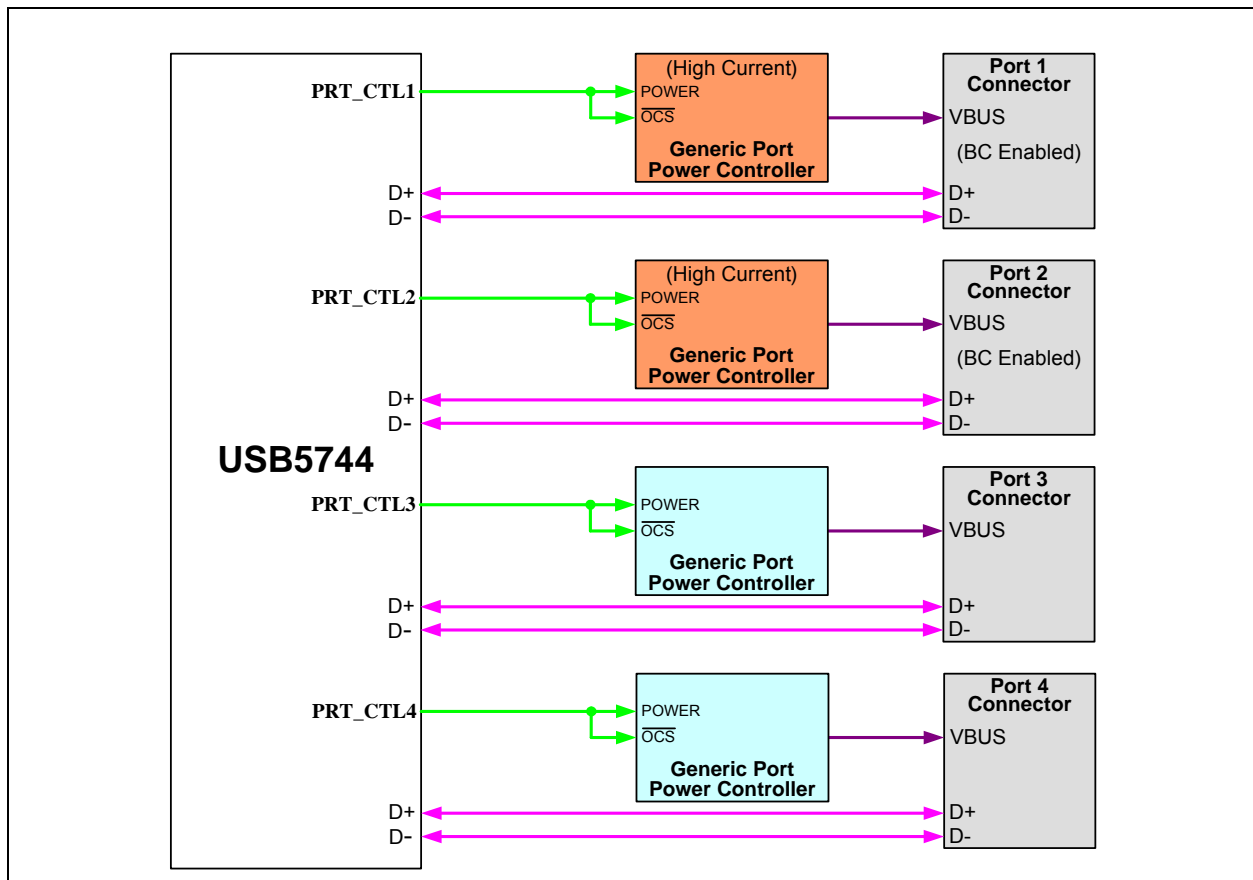 PRT_CTL1
(High Current)
POWER
OCS
Generic Port
Power Controller
Port 1
Connector
VBUS
(BC Enabled)
D+
D-
D+
D-
PRT_CTL2
(High Current)
POWER
OCS
Generic Port
Power Controller
Port 2
Connector
VBUS
(BC Enabled)
D+
D-
D+
D-
USB5744
PRT_CTL3
POWER
OCS
Generic Port
Power Controller
Port 3
Connector
VBUS
D+
D-
D+
D-
PRT_CTL4
POWER
OCS
Generic Port
Power Controller
Port 4
Connector
VBUS
D+
D-
D+
D-